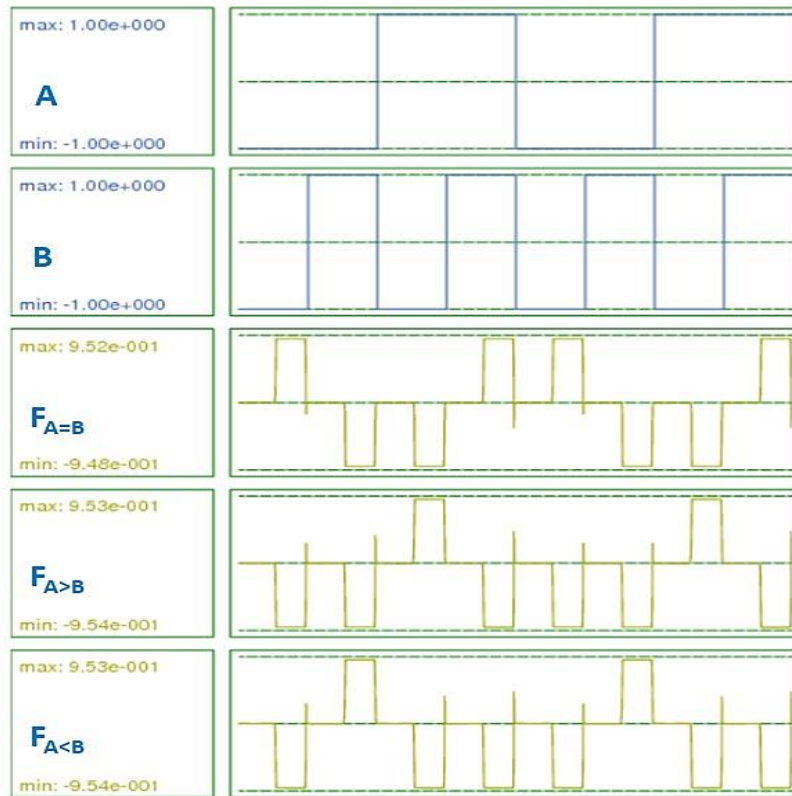 max: 1.00e+000
A
min: -1.00e+000
max: 1.00e+000
B
min: -1.00e+000
max: 9.52e-001
FA=B
min: -9.48e-001
max: 9.53e-001
FA>B
min: -9.54e-001
max: 9.53e-001
FA<B
min: -9.54e-001